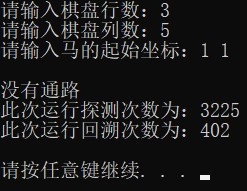 请输入棋盘行数：3
请输入棋盘列数：5
请输入马的起始坐标：1 1
没有通路
此次运行探测次数为：3225
此次运行回溯次数为：402
请按任意键继续. . .